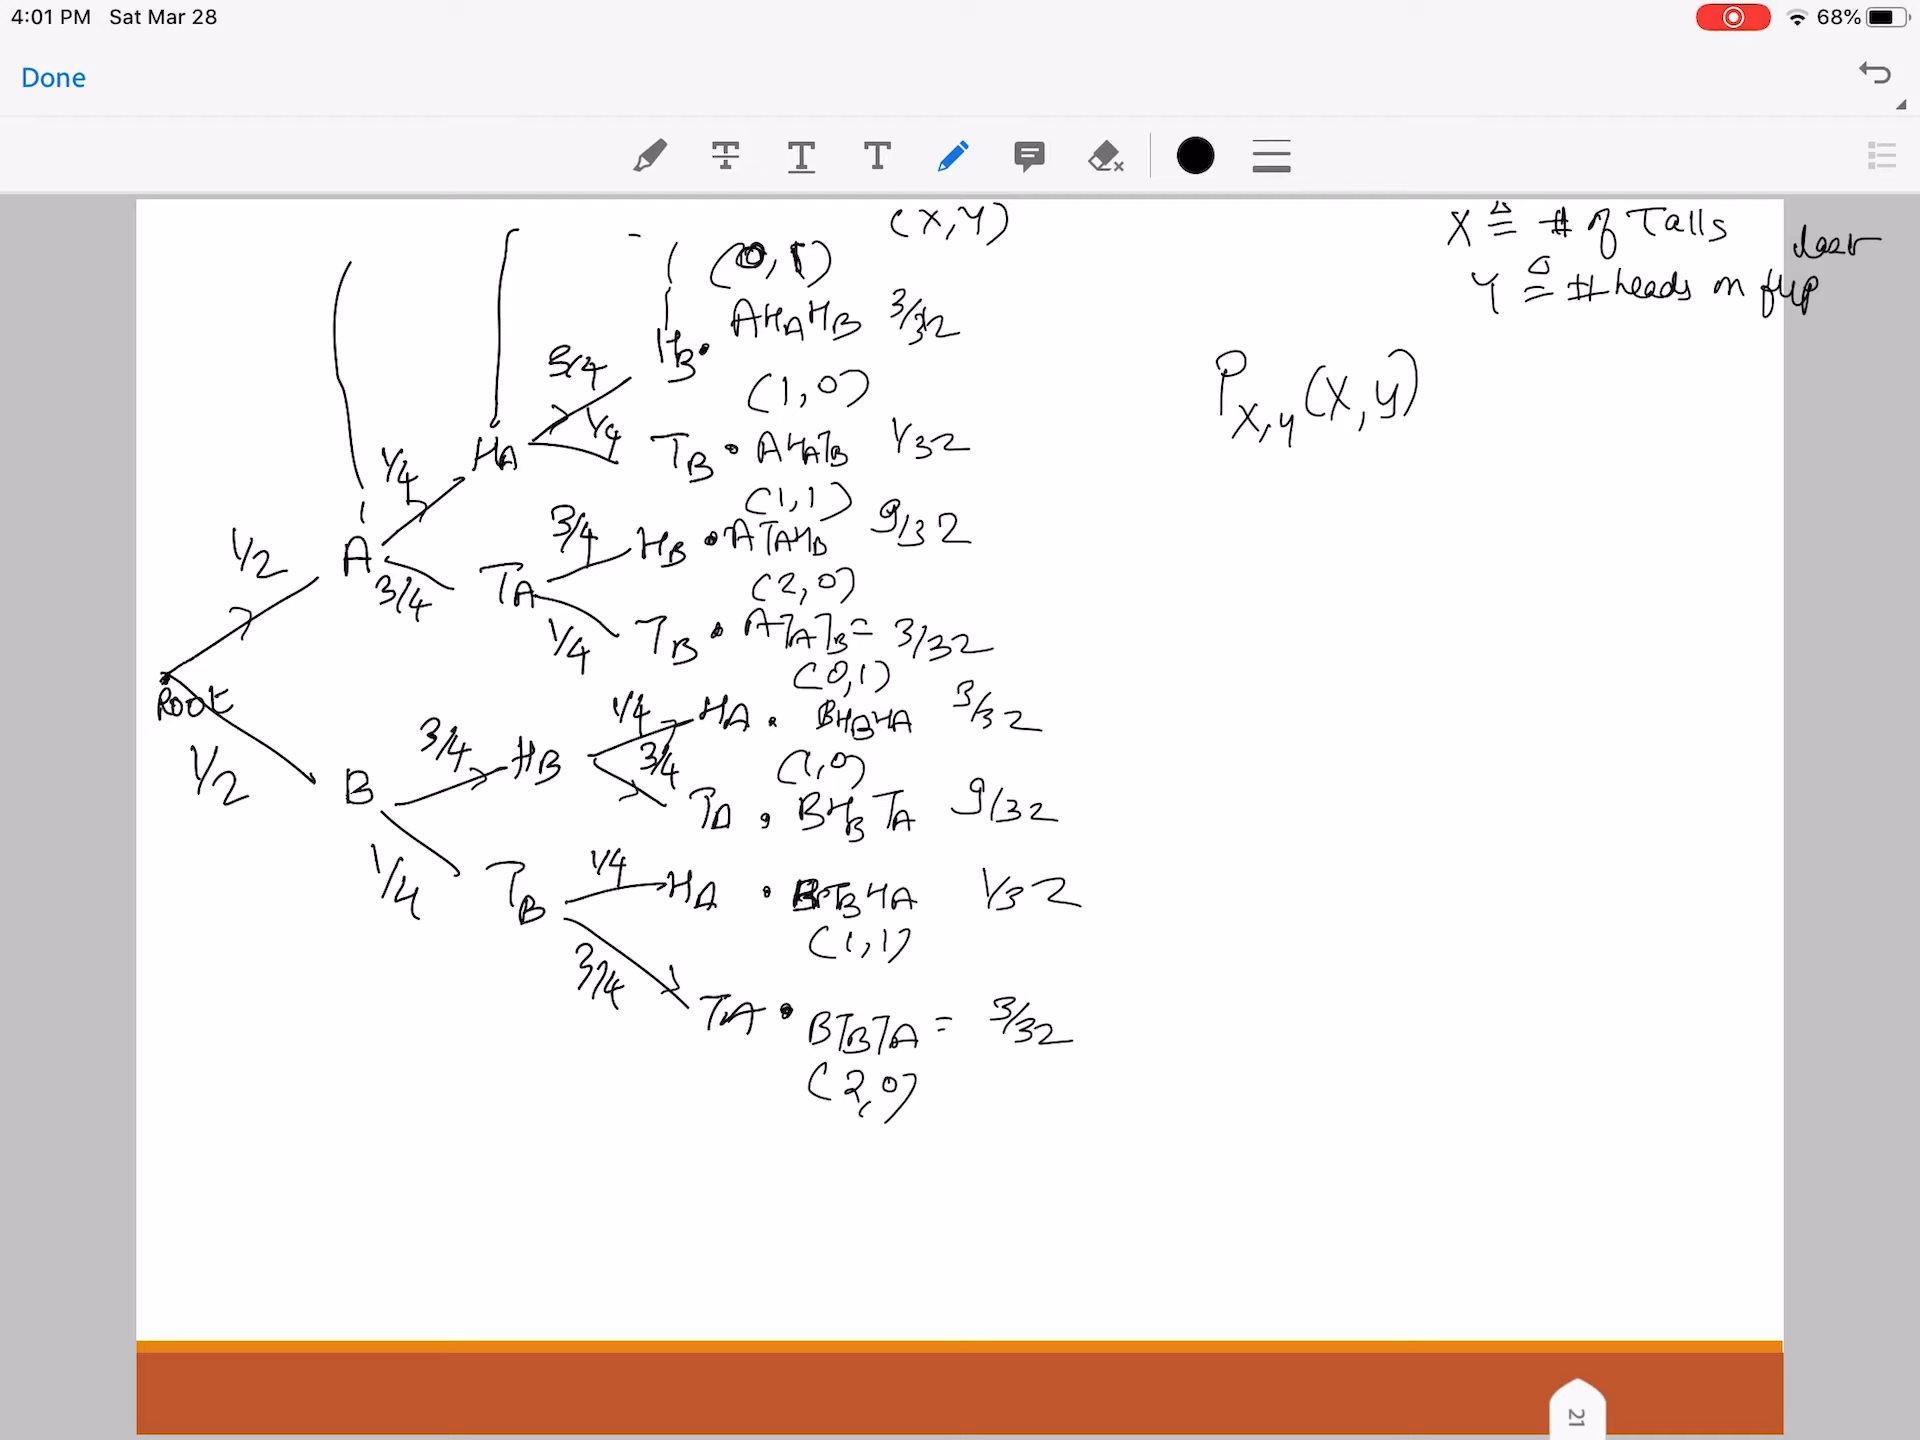 4:01 PM Sat Mar 28
68%
Done
(X,Y)
X ≜ # of Tails
last
Y ≜ # heads on flip
(0,1)
AHAHB 3/32
HB
3/4
(1,0)
PX,Y(X,Y)
1/4
HA
1/4
TB AHATB 1/32
(1,1)
1/2
A
3/4
HB ATAHB 9/32
3/4
TA
(2,0)
1/4
TB ATATB = 3/32
(0,1)
Root
1/4
HA BHBHA 3/32
3/4
HB
3/4
(1,0)
1/2
B
TA BHBTA 9/32
1/4
TB
1/4
HA BTBHA 1/32
(1,1)
3/4
TA BTBTA = 3/32
(2,0)
21